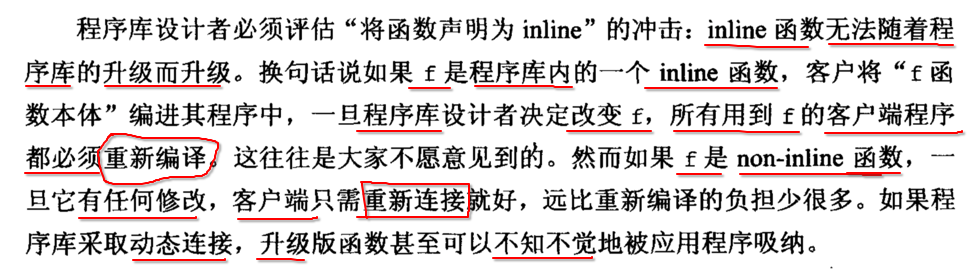 程序库设计者必须评估“将函数声明为 inline”的冲击：inline 函数无法随着程
序库的升级而升级。换句话说如果 f 是程序库内的一个 inline 函数，客户将“f 函
数本体”编进其程序中，一旦程序库设计者决定改变 f，所有用到 f 的客户端程序
都必须重新编译。这往往是大家不愿意见到的。然而如果 f 是 non-inline 函数，一
旦它有任何修改，客户端只需重新连接就好，远比重新编译的负担少很多。如果程
序库采取动态连接，升级版函数甚至可以不知不觉地被应用程序吸纳。